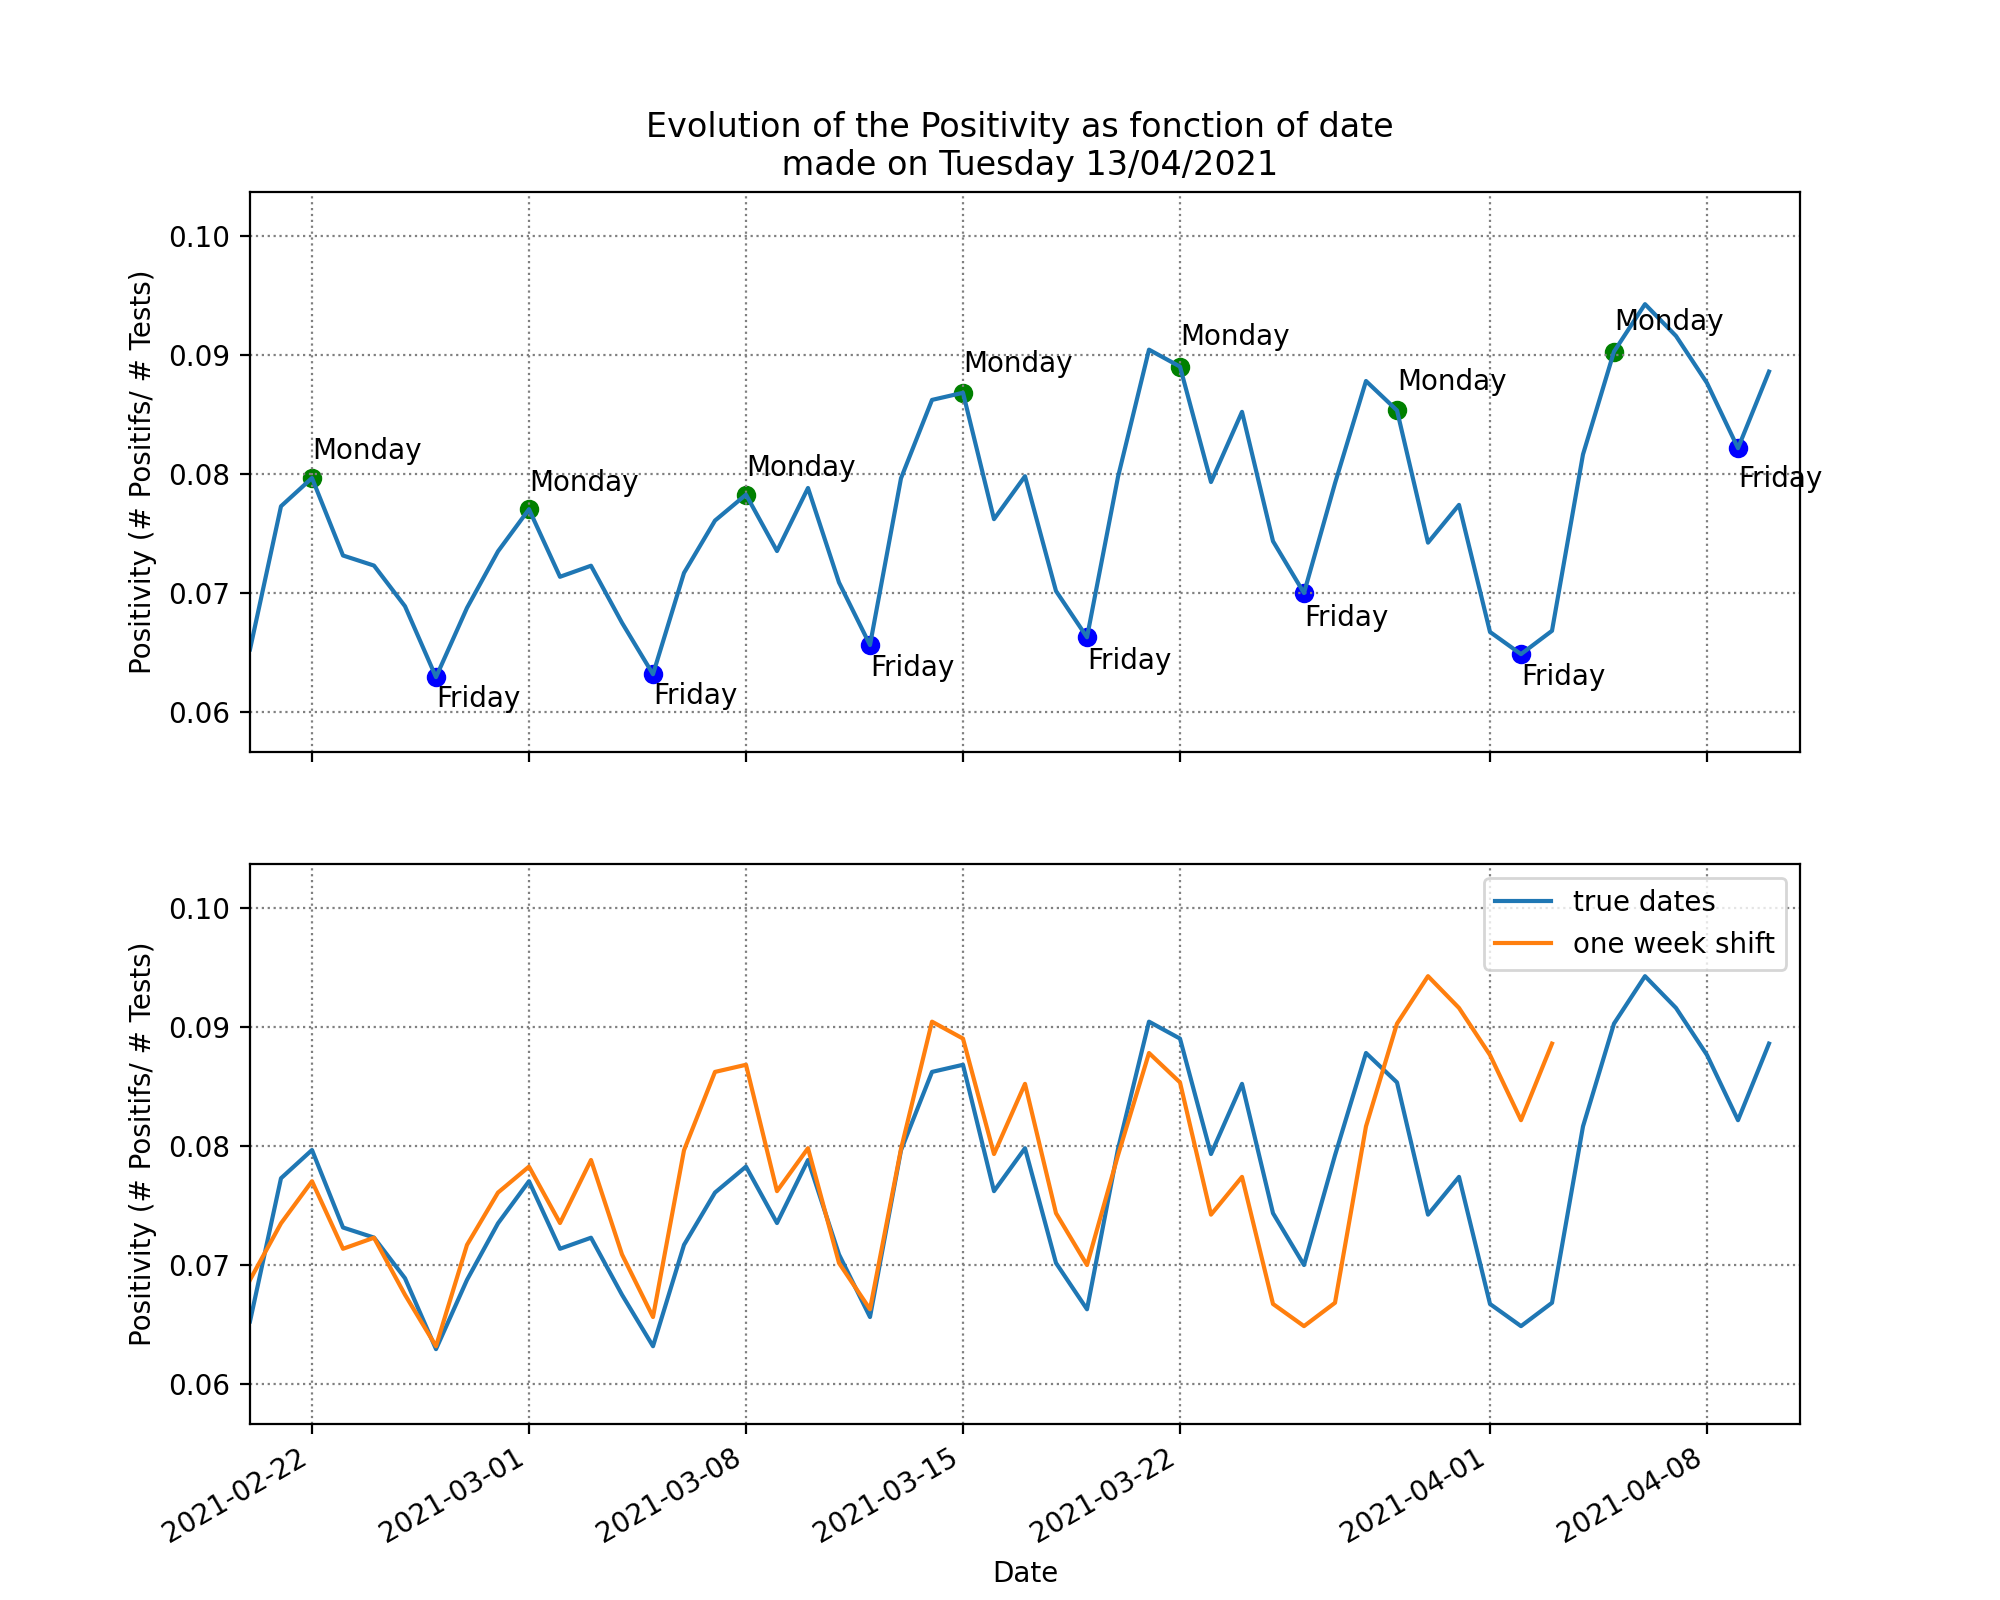 Evolution of the Positivity as fonction of date
made on Tuesday 13/04/2021
Positivity (# Positifs/ # Tests)
0.10
0.09
0.08
0.07
0.06
Monday
Friday
Monday
Friday
Monday
Friday
Monday
Friday
Monday
Friday
Monday
Friday
Monday
Friday
Positivity (# Positifs/ # Tests)
0.10
0.09
0.08
0.07
0.06
true dates
one week shift
2021-02-22
2021-03-01
2021-03-08
2021-03-15
2021-03-22
2021-04-01
2021-04-08
Date